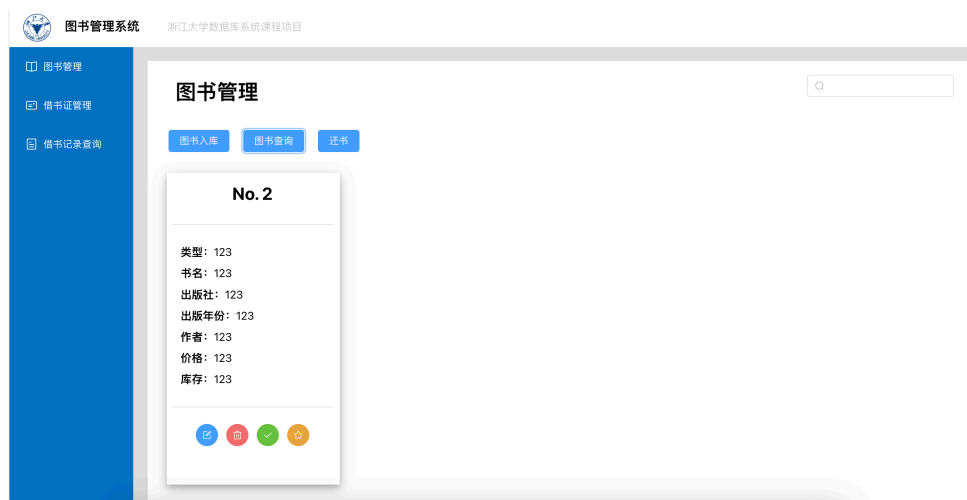 图书管理系统
浙江大学数据库系统课程项目
图书管理
借书证管理
借书记录查询
图书管理
图书入库
图书查询
还书
No. 2
类型：123
书名：123
出版社：123
出版年份：123
作者：123
价格：123
库存：123